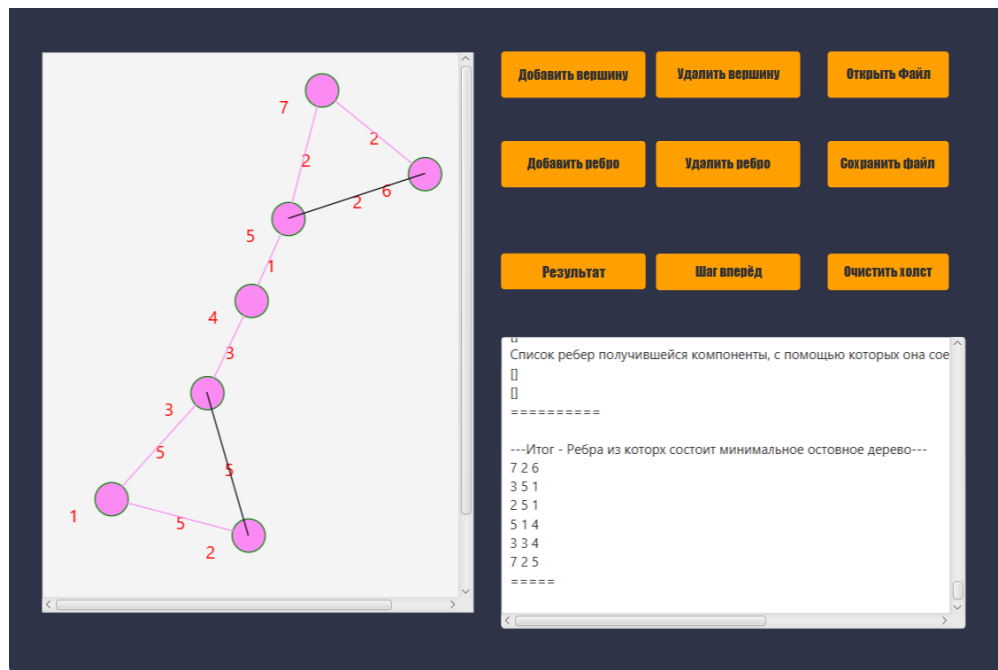 Добавить вершину
Удалить вершину
Открыть Файл
Добавить ребро
Удалить ребро
Сохранить файл
Результат
Шаг вперёд
Очистить холст
7
2
2
6
2
5
1
4
3
3
5
5
1
5
2
[]
Список ребер получившейся компоненты, с помощью которых она сое
[]
[]
==========
---Итог - Ребра из которх состоит минимальное остовное дерево---
7 2 6
3 5 1
2 5 1
5 1 4
3 3 4
7 2 5
=====